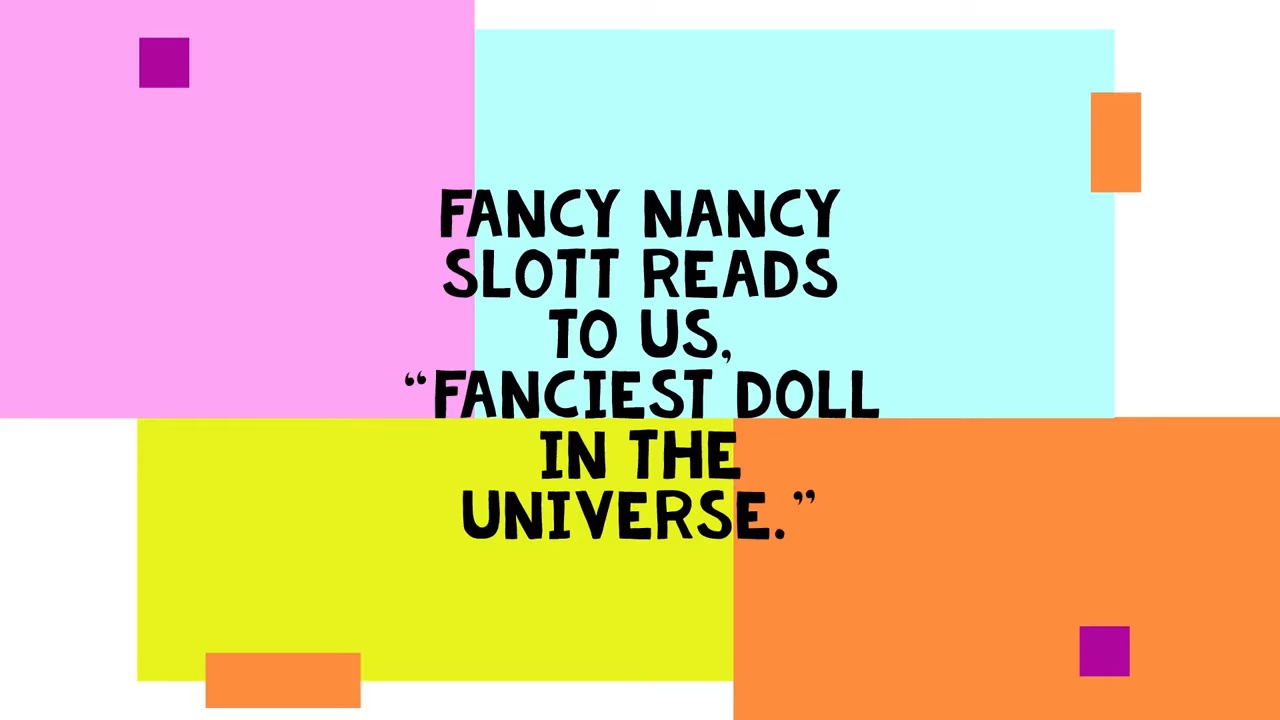 FANCY NANCY
SLOTT READS
TO US,
“FANCIEST DOLL
IN THE
UNIVERSE.”